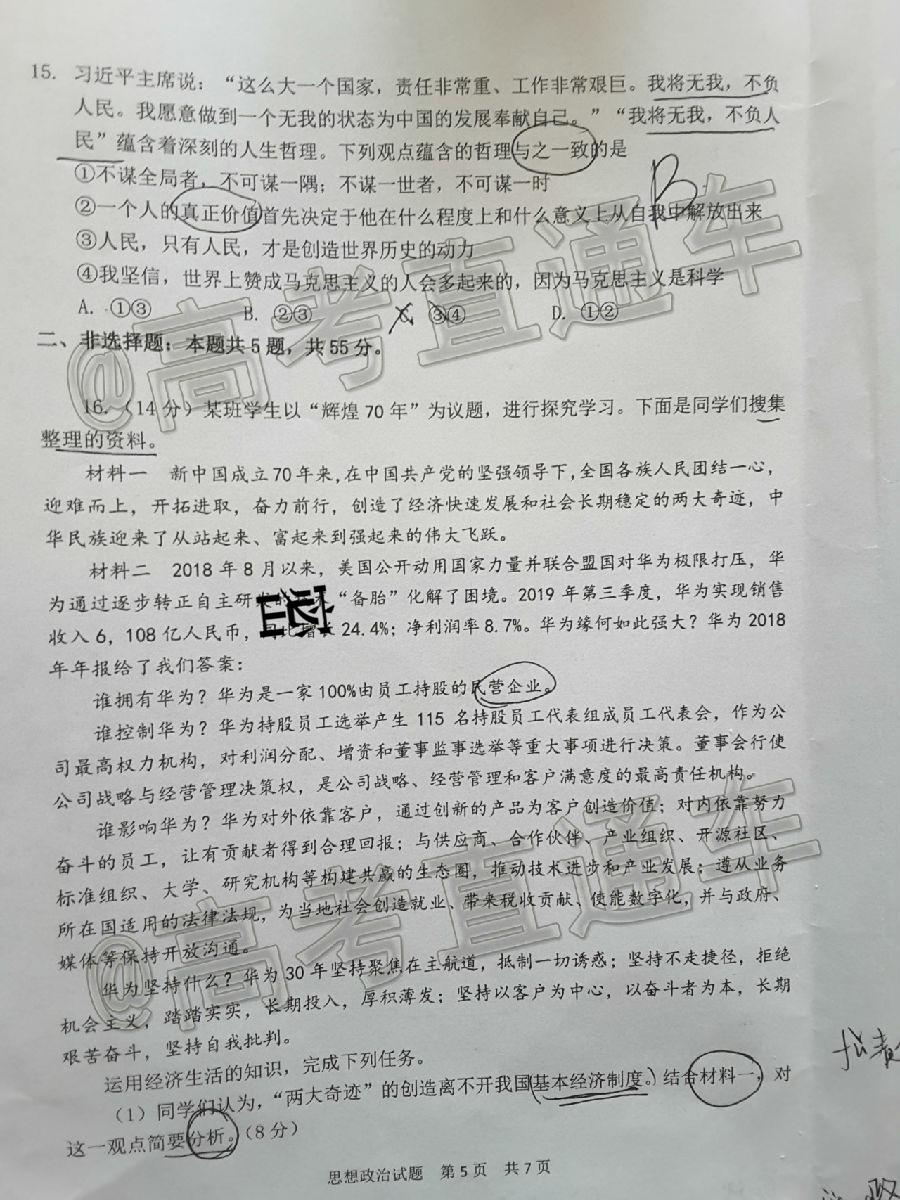 15. 习近平主席说：“这么大一个国家，责任非常重、工作非常艰巨。我将无我，不负
人民。我愿意做到一个无我的状态为中国的发展奉献自己。”“我将无我，不负人
民”蕴含着深刻的人生哲理。下列观点蕴含的哲理与之一致的是
①不谋全局者，不可谋一隅；不谋一世者，不可谋一时
B
②一个人的真正价值首先决定于他在什么程度上和什么意义上从自我中解放出来
③人民，只有人民，才是创造世界历史的动力
④我坚信，世界上赞成马克思主义的人会多起来的，因为马克思主义是科学
A. ①③ B. ②③ C. ③④ D. ①②
二、非选择题：本题共5题，共55分。
16.（14分）某班学生以“辉煌70年”为议题，进行探究学习。下面是同学们搜集
整理的资料。
材料一 新中国成立70年来，在中国共产党的坚强领导下，全国各族人民团结一心，
迎难而上，开拓进取，奋力前行，创造了经济快速发展和社会长期稳定的两大奇迹，中
华民族迎来了从站起来、富起来到强起来的伟大飞跃。
材料二 2018年8月以来，美国公开动用国家力量并联合盟国对华为极限打压，华
为通过逐步转正自主研发的 “备胎”化解了困境。2019年第三季度，华为实现销售
收入6，108亿人民币，同比增长24.4%；净利润率8.7%。华为缘何如此强大？华为2018
年年报给了我们答案：
谁拥有华为？华为是一家100%由员工持股的民营企业。
谁控制华为？华为持股员工选举产生115名持股员工代表组成员工代表会，作为公
司最高权力机构，对利润分配、增资和董事监事选举等重大事项进行决策。董事会行使
公司战略与经营管理决策权，是公司战略、经营管理和客户满意度的最高责任机构。
谁影响华为？华为对外依靠客户，通过创新的产品为客户创造价值；对内依靠努力
奋斗的员工，让有贡献者得到合理回报；与供应商、合作伙伴、产业组织、开源社区、
标准组织、大学、研究机构等构建共赢的生态圈，推动技术进步和产业发展；遵从业务
所在国适用的法律法规，为当地社会创造就业、带来税收贡献、使能数字化，并与政府、
媒体等保持开放沟通。
华为坚持什么？华为30年坚持聚焦在主航道，抵制一切诱惑；坚持不走捷径，拒绝
机会主义，踏踏实实，长期投入，厚积薄发；坚持以客户为中心，以奋斗者为本，长期
艰苦奋斗，坚持自我批判。
运用经济生活的知识，完成下列任务。
（1）同学们认为，“两大奇迹”的创造离不开我国基本经济制度。结合材料一，对
这一观点简要分析。（8分）
思想政治试题 第5页 共7页
@高考直通车
@高考直通车